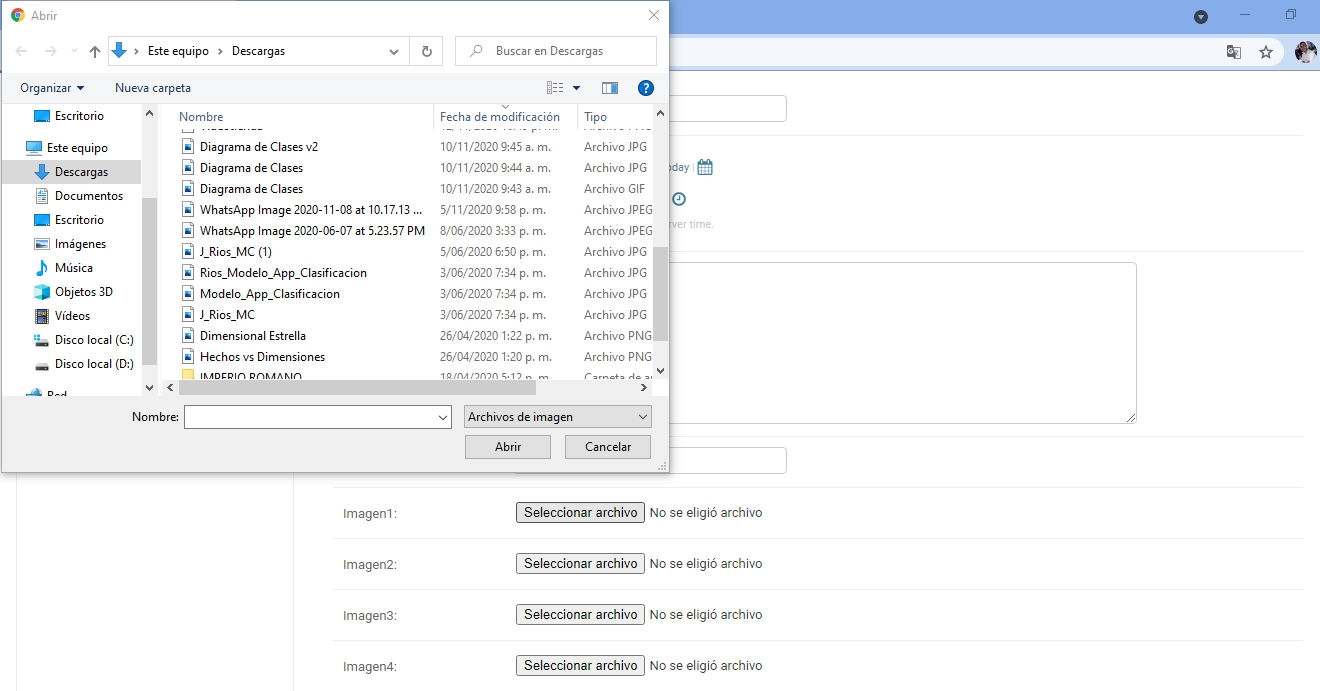 Abrir
Este equipo › Descargas
Buscar en Descargas
Organizar
Nueva carpeta
Escritorio
Este equipo
Descargas
Documentos
Escritorio
Imágenes
Música
Objetos 3D
Vídeos
Disco local (C:)
Disco local (D:)
Red
Nombre Fecha de modificación Tipo
Diagrama de Clases v2 10/11/2020 9:45 a. m. Archivo JPG
Diagrama de Clases 10/11/2020 9:44 a. m. Archivo JPG
Diagrama de Clases 10/11/2020 9:43 a. m. Archivo GIF
WhatsApp Image 2020-11-08 at 10.17.13 ... 5/11/2020 9:58 p. m. Archivo JPEG
WhatsApp Image 2020-06-07 at 5.23.57 PM 8/06/2020 3:33 p. m. Archivo JPEG
J_Rios_MC (1) 5/06/2020 6:50 p. m. Archivo JPG
Rios_Modelo_App_Clasificacion 3/06/2020 7:34 p. m. Archivo JPG
Modelo_App_Clasificacion 3/06/2020 7:34 p. m. Archivo JPG
J_Rios_MC 3/06/2020 7:34 p. m. Archivo JPG
Dimensional Estrella 26/04/2020 1:22 p. m. Archivo PNG
Hechos vs Dimensiones 26/04/2020 1:20 p. m. Archivo PNG
IMPERIO ROMANO 18/04/2020 5:12 p. m. Carpeta de a
Nombre:
Archivos de imagen
Abrir
Cancelar
oday |
rver time.
Imagen1: Seleccionar archivo No se eligió archivo
Imagen2: Seleccionar archivo No se eligió archivo
Imagen3: Seleccionar archivo No se eligió archivo
Imagen4: Seleccionar archivo No se eligió archivo